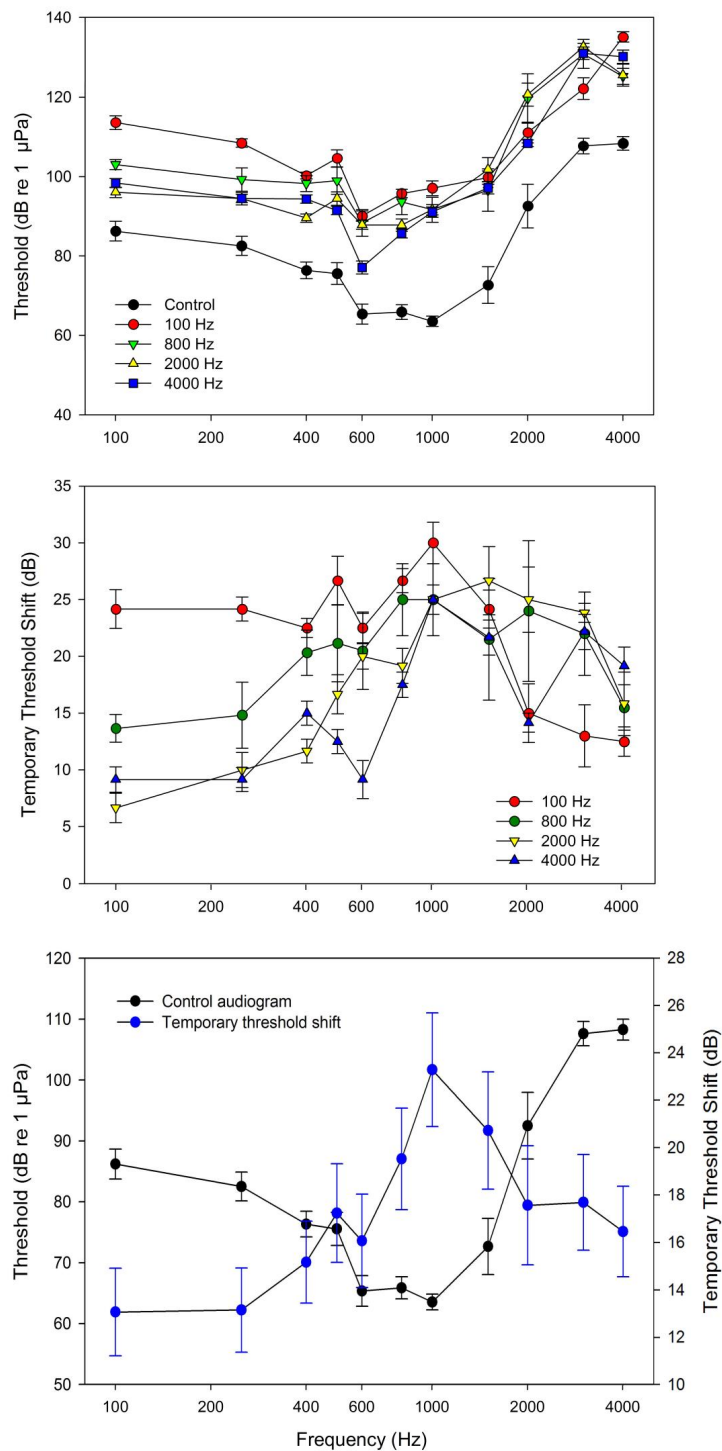 140
120
100
80
60
40
Threshold (dB re 1 µPa)
Control
100 Hz
800 Hz
2000 Hz
4000 Hz
100 200 400 600 1000 2000 4000
35
30
25
20
15
10
5
0
Temporary Threshold Shift (dB)
100 Hz
800 Hz
2000 Hz
4000 Hz
100 200 400 600 1000 2000 4000
120
110
100
90
80
70
60
50
Threshold (dB re 1 µPa)
Control audiogram
Temporary threshold shift
28
26
24
22
20
18
16
14
12
10
Temporary Threshold Shift (dB)
100 200 400 600 1000 2000 4000
Frequency (Hz)